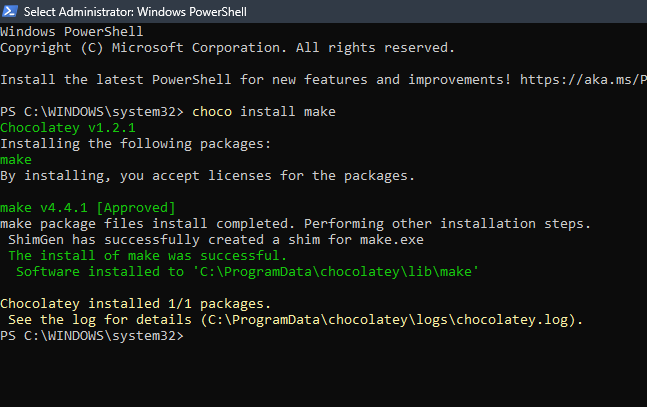 Select Administrator: Windows PowerShell
Windows PowerShell
Copyright (C) Microsoft Corporation. All rights reserved.
Install the latest PowerShell for new features and improvements! https://aka.ms/P
PS C:\WINDOWS\system32> choco install make
Chocolatey v1.2.1
Installing the following packages:
make
By installing, you accept licenses for the packages.
make v4.4.1 [Approved]
make package files install completed. Performing other installation steps.
ShimGen has successfully created a shim for make.exe
The install of make was successful.
Software installed to 'C:\ProgramData\chocolatey\lib\make'
Chocolatey installed 1/1 packages.
See the log for details (C:\ProgramData\chocolatey\logs\chocolatey.log).
PS C:\WINDOWS\system32>